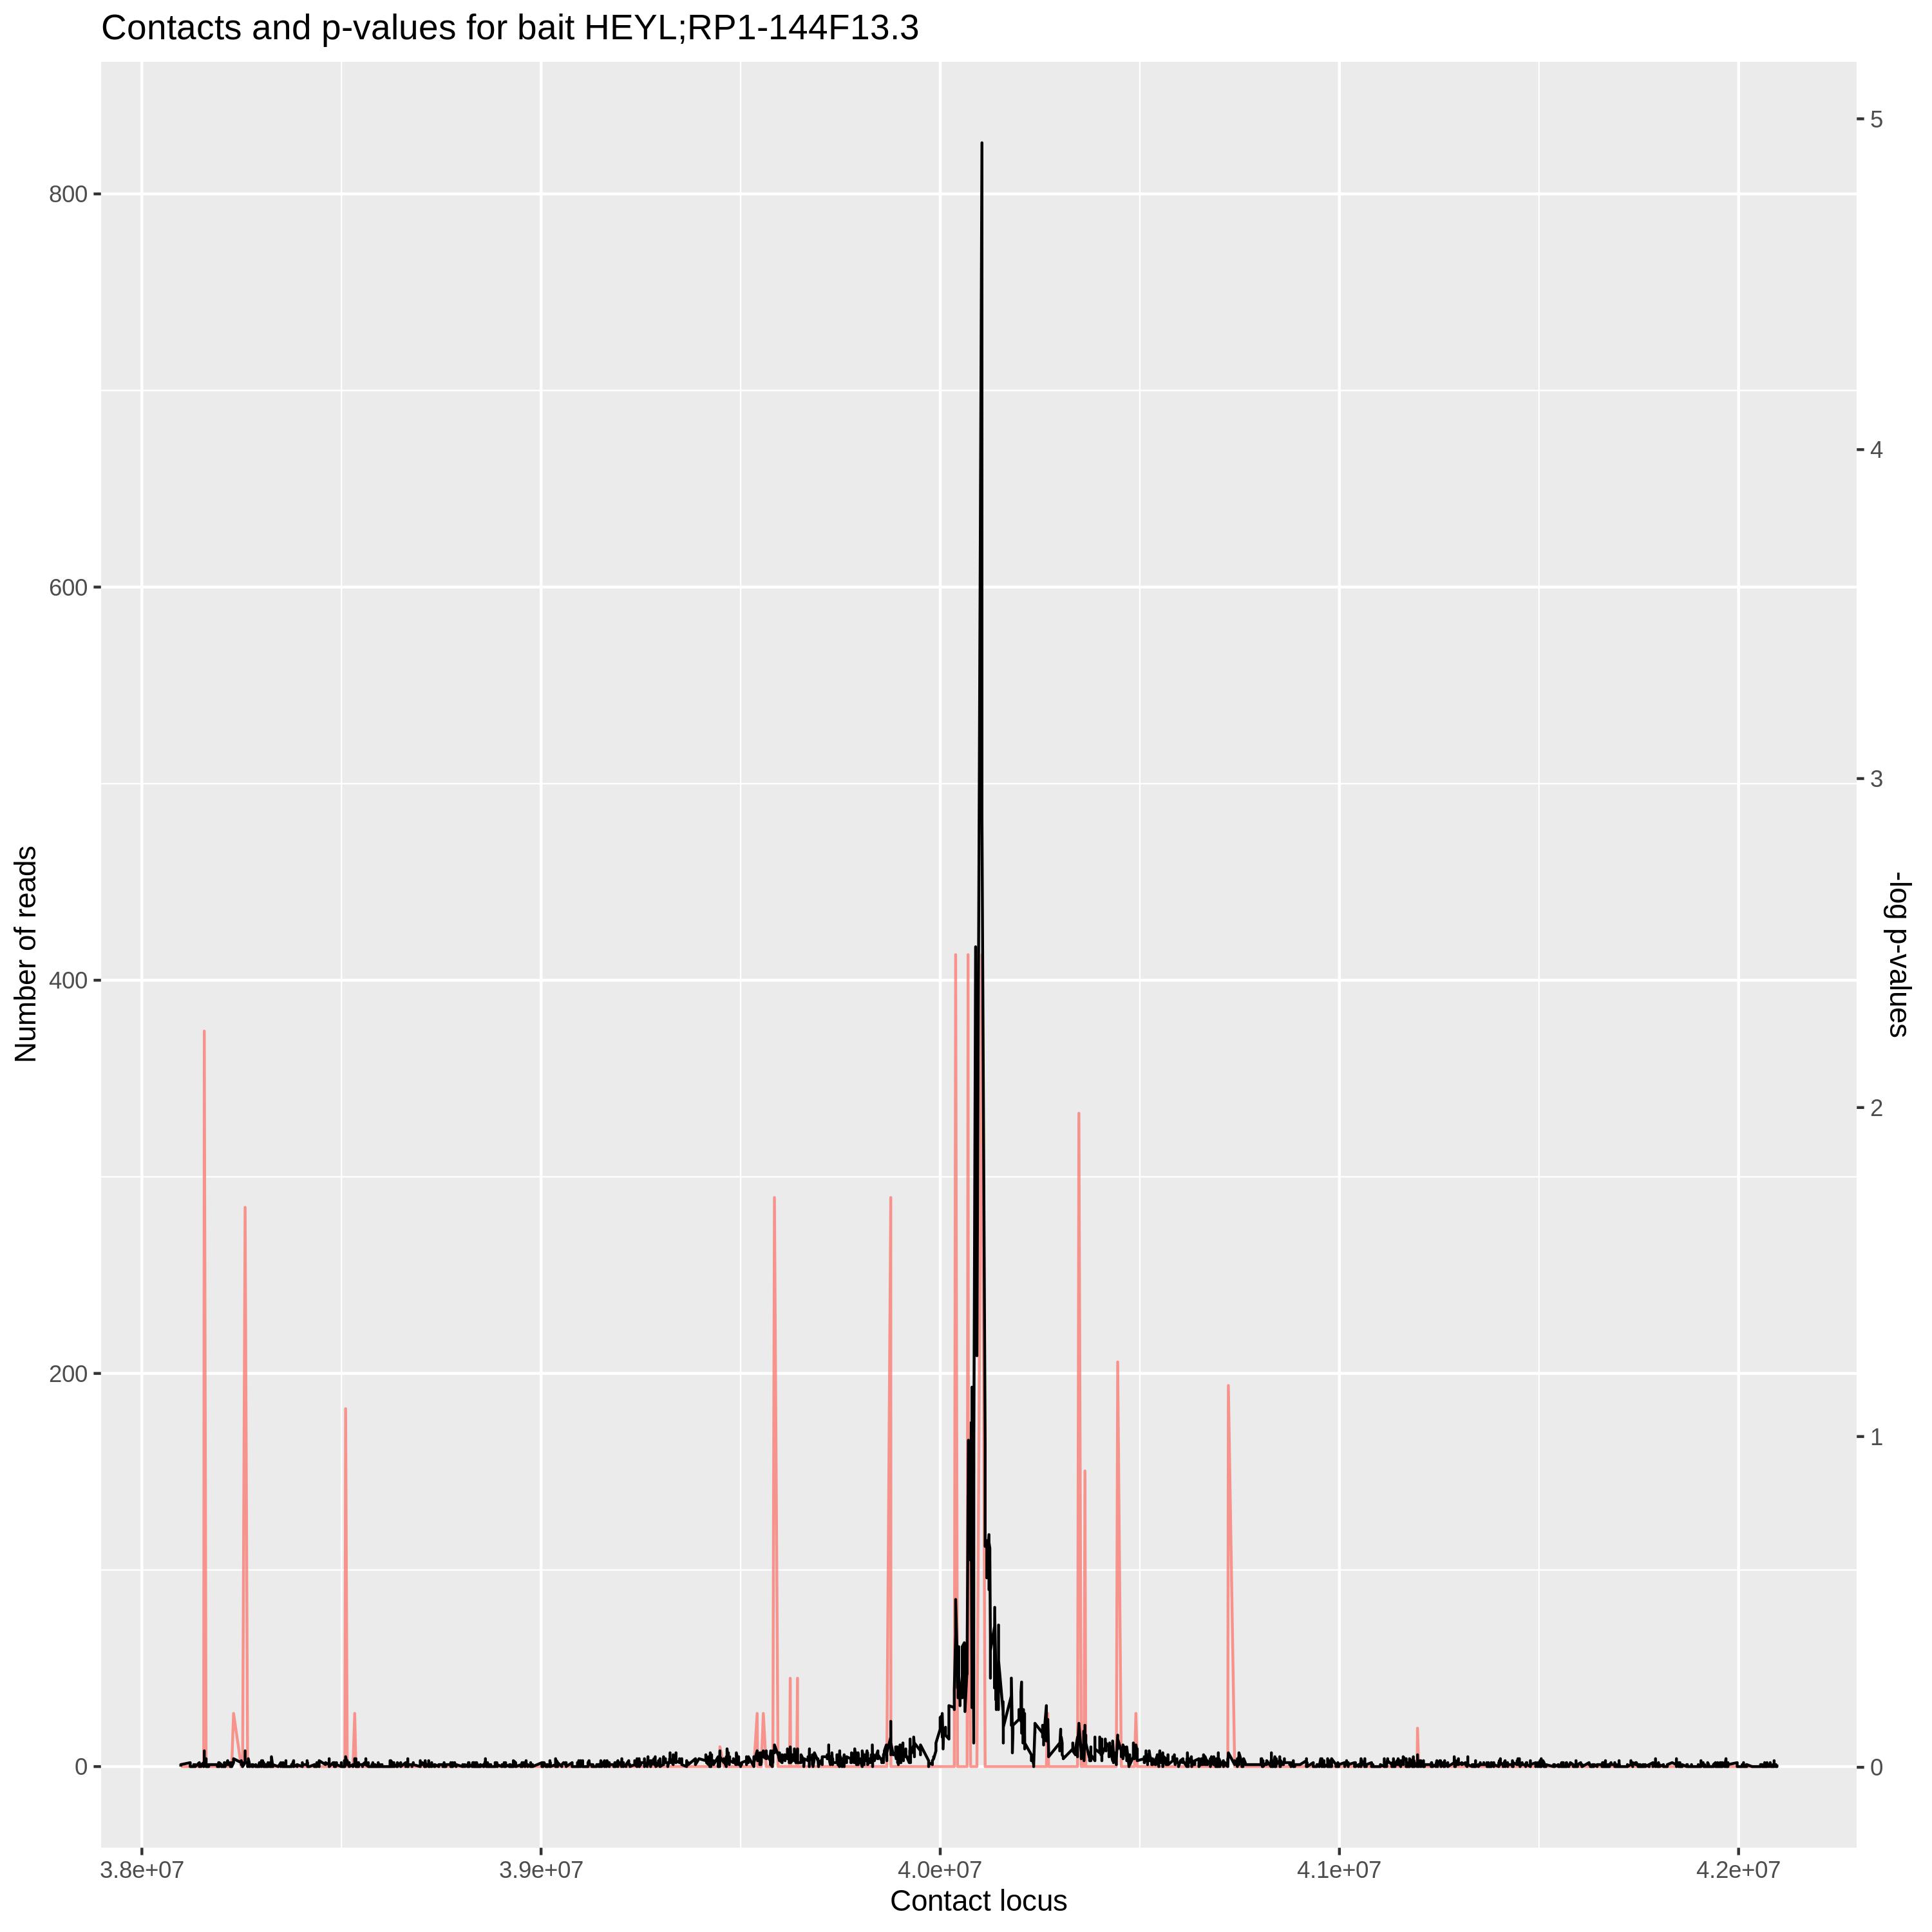 Contacts and p-values for bait HEYL;RP1-144F13.3
Number of reads
800
600
400
200
0
5
4
3
2
1
0
-log p-values
3.8e+07
3.9e+07
4.0e+07
4.1e+07
4.2e+07
Contact locus